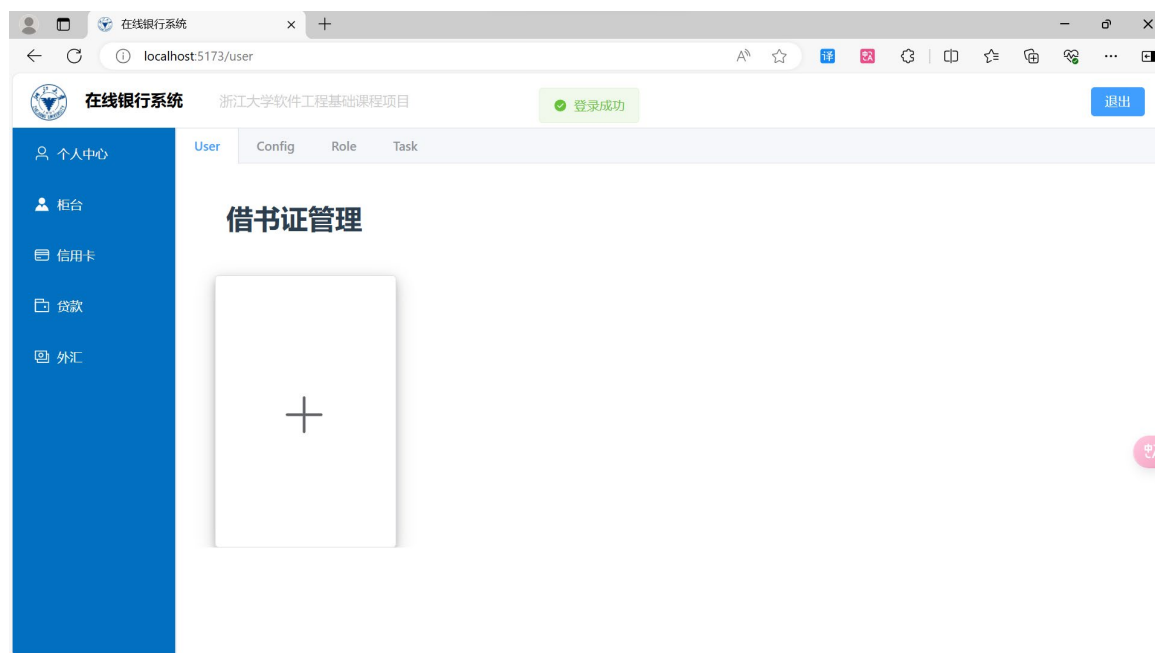 在线银行系统
localhost:5173/user
在线银行系统 浙江大学软件工程基础课程项目 登录成功 退出
个人中心
User Config Role Task
柜台
借书证管理
信用卡
贷款
外汇